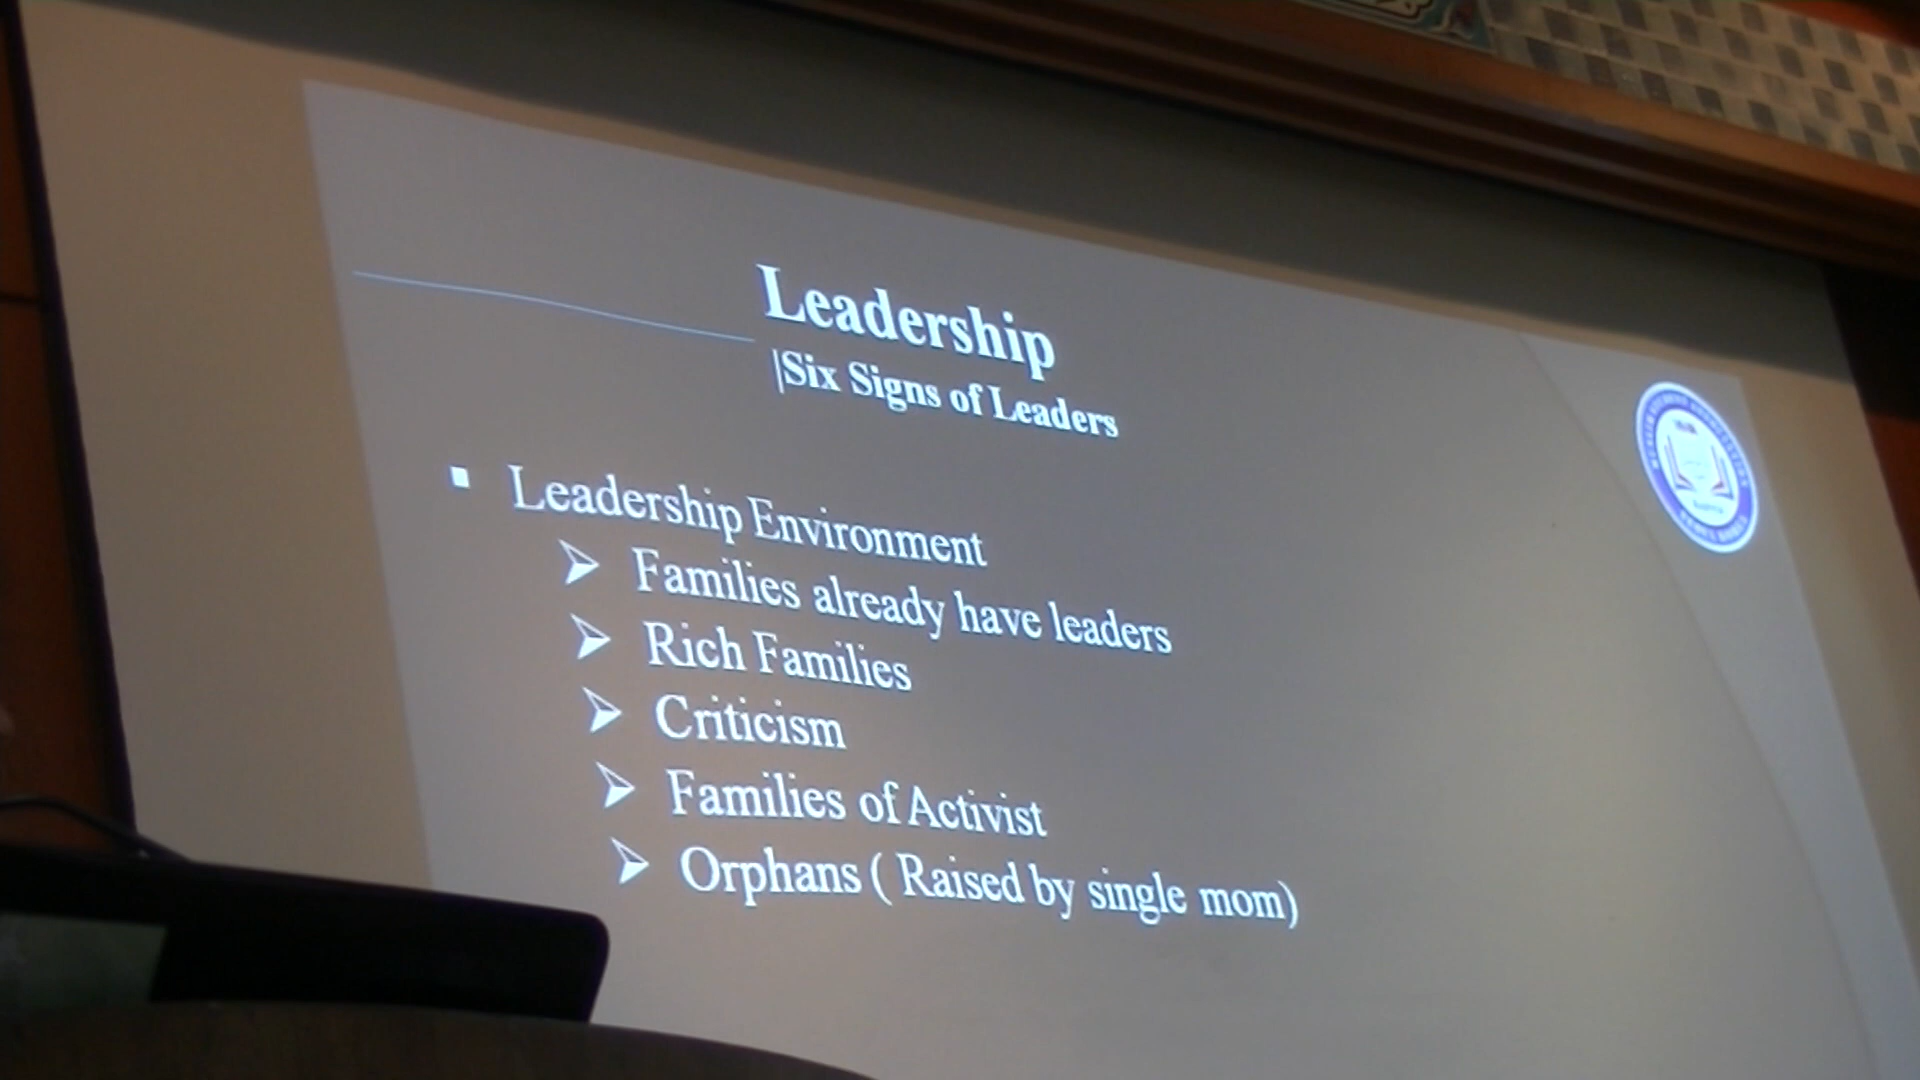 Leadership
|Six Signs of Leaders
▪ Leadership Environment
➢ Families already have leaders
➢ Rich Families
➢ Criticism
➢ Families of Activist
➢ Orphans ( Raised by single mom)